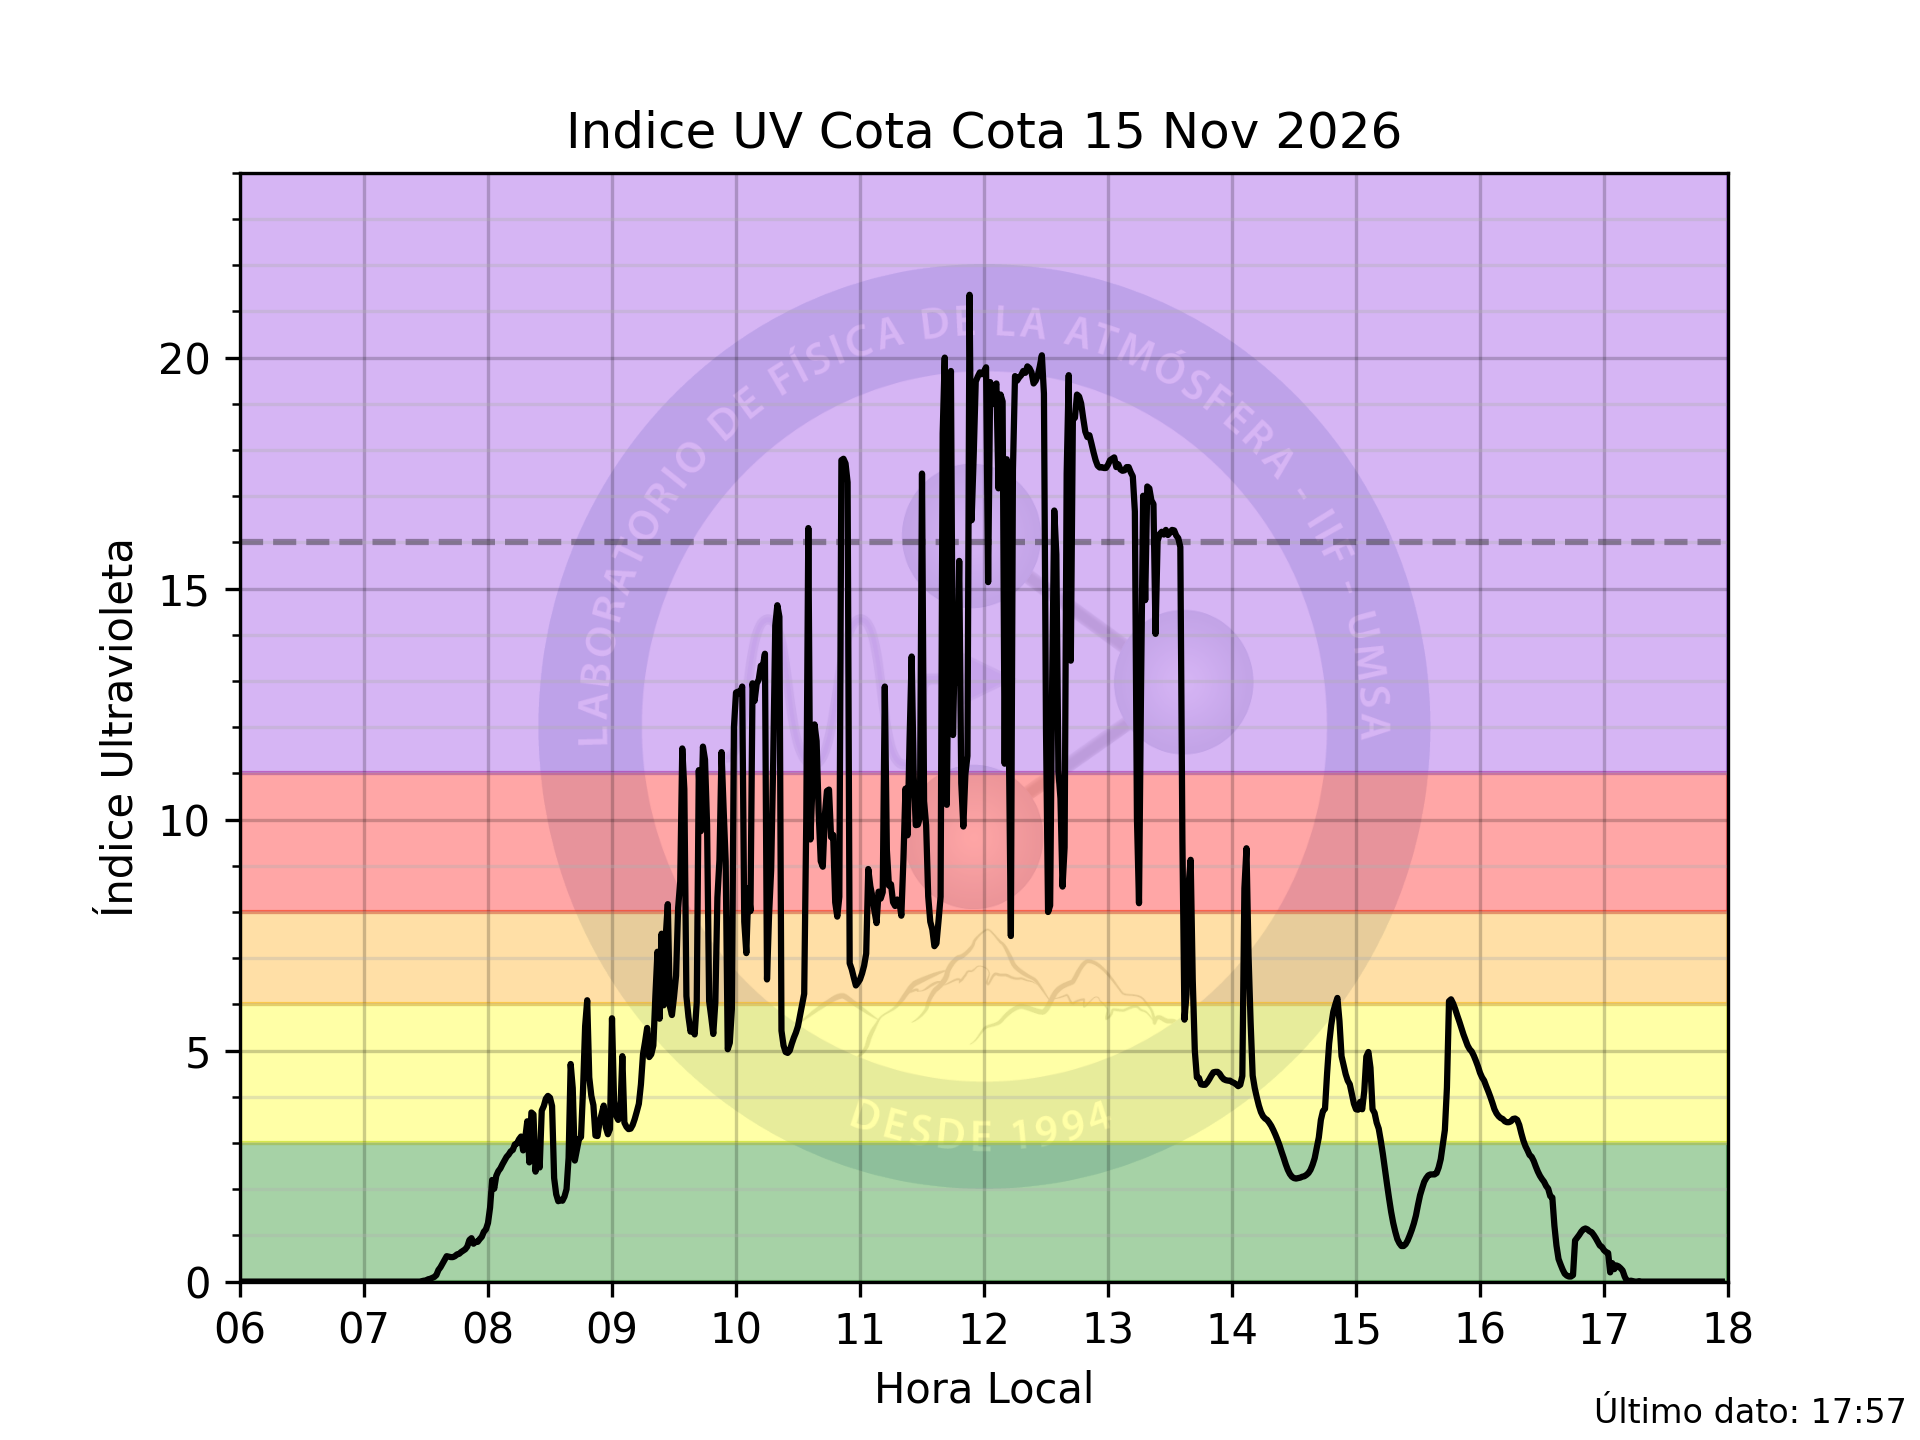 Indice UV Cota Cota 15 Nov 2026
LABORATORIO DE FÍSICA DE LA ATMÓSFERA - IIF - UMSA
DESDE 1994
Índice Ultravioleta
20
15
10
5
0
06 07 08 09 10 11 12 13 14 15 16 17 18
Hora Local
Último dato: 17:57